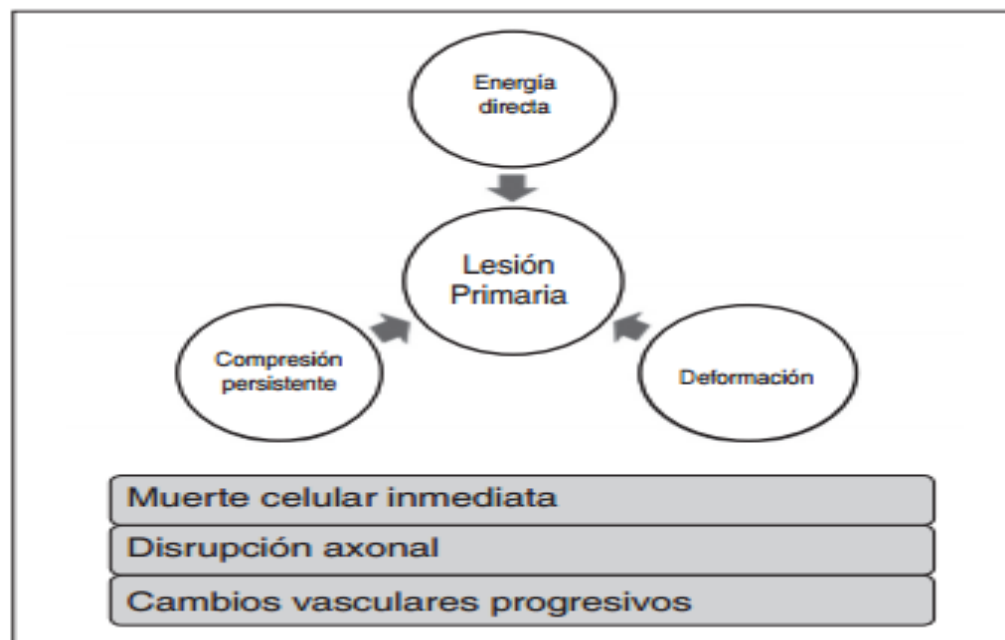 Energía
directa
Lesión
Primaria
Compresión
persistente
Deformación
Muerte celular inmediata
Disrupción axonal
Cambios vasculares progresivos